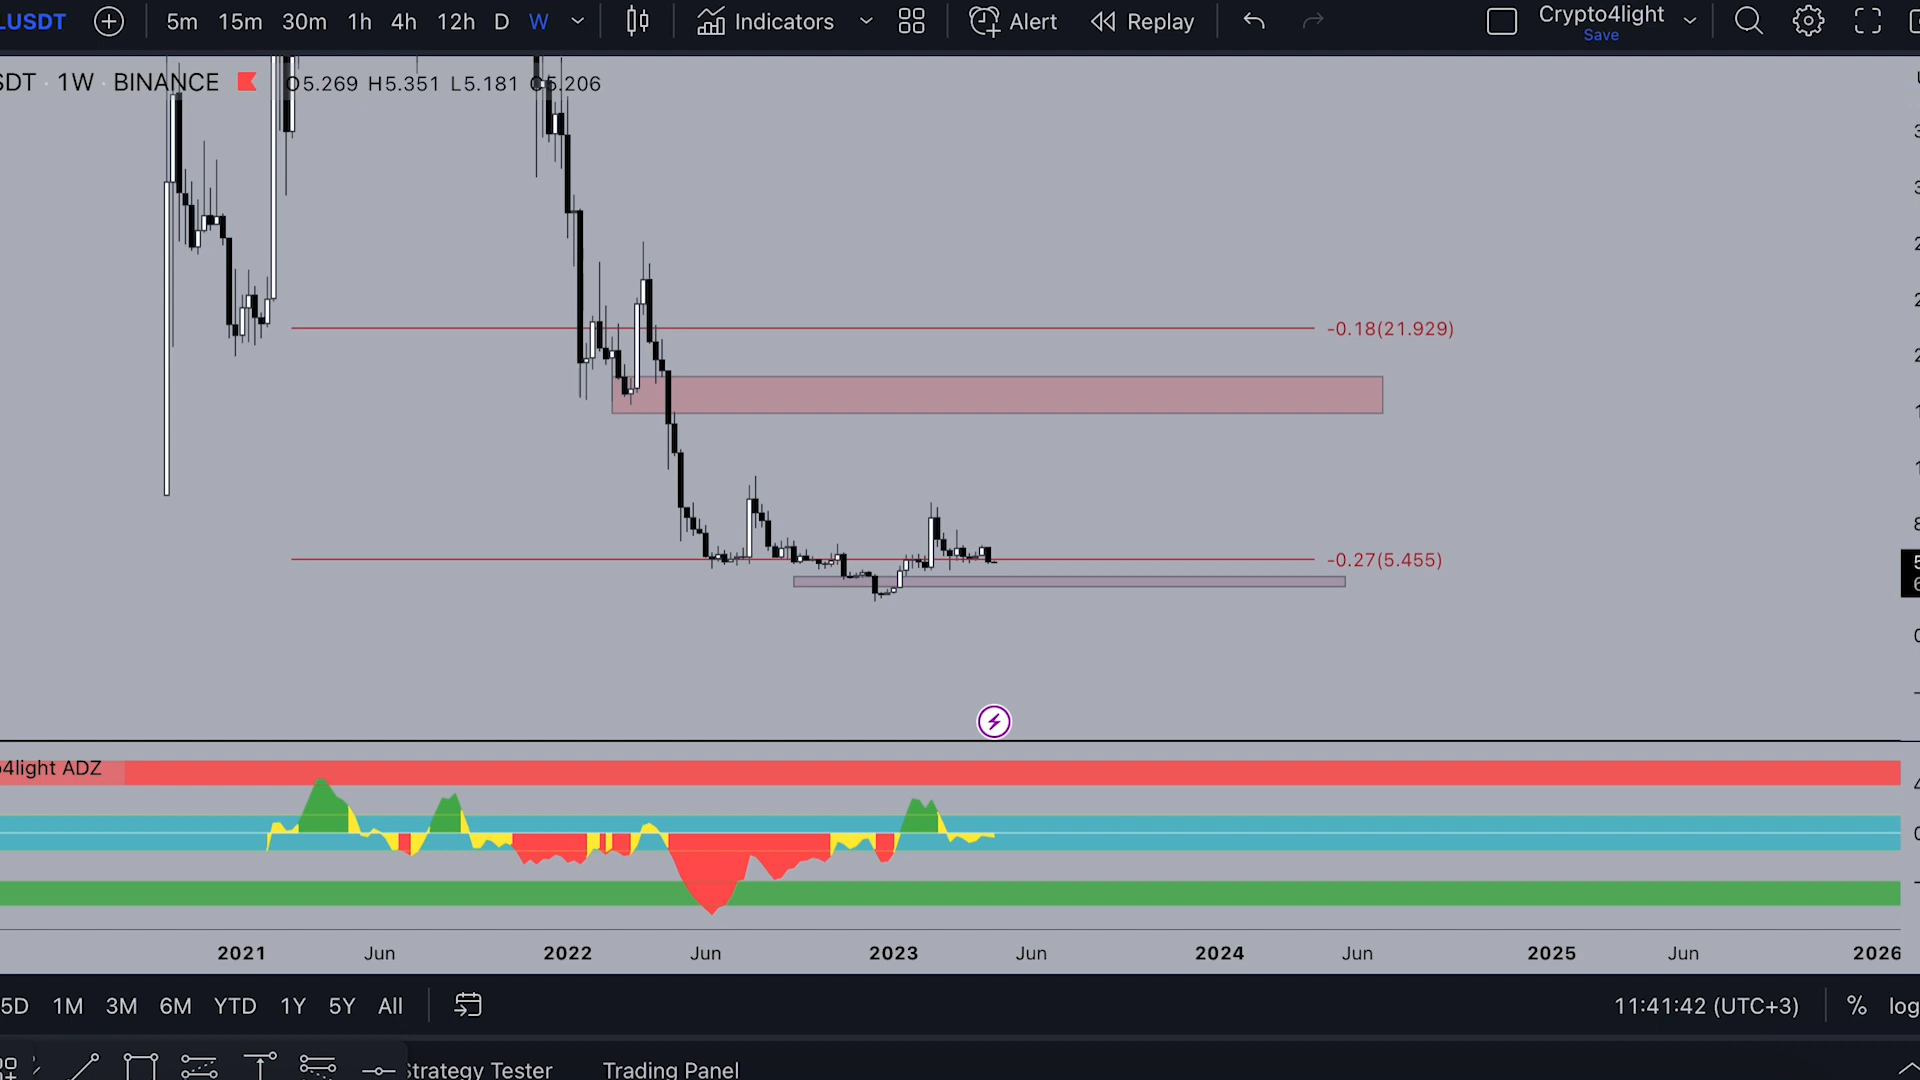 LUSDT 5m 15m 30m 1h 4h 12h D W Indicators Alert Replay Crypto4light
Save
SDT · 1W · BINANCE O5.269 H5.351 L5.181 C5.206
-0.18(21.929)
-0.27(5.455)
o4light ADZ
2021 Jun 2022 Jun 2023 Jun 2024 Jun 2025 Jun 2026
5D 1M 3M 6M YTD 1Y 5Y All 11:41:42 (UTC+3) % log
Strategy Tester Trading Panel